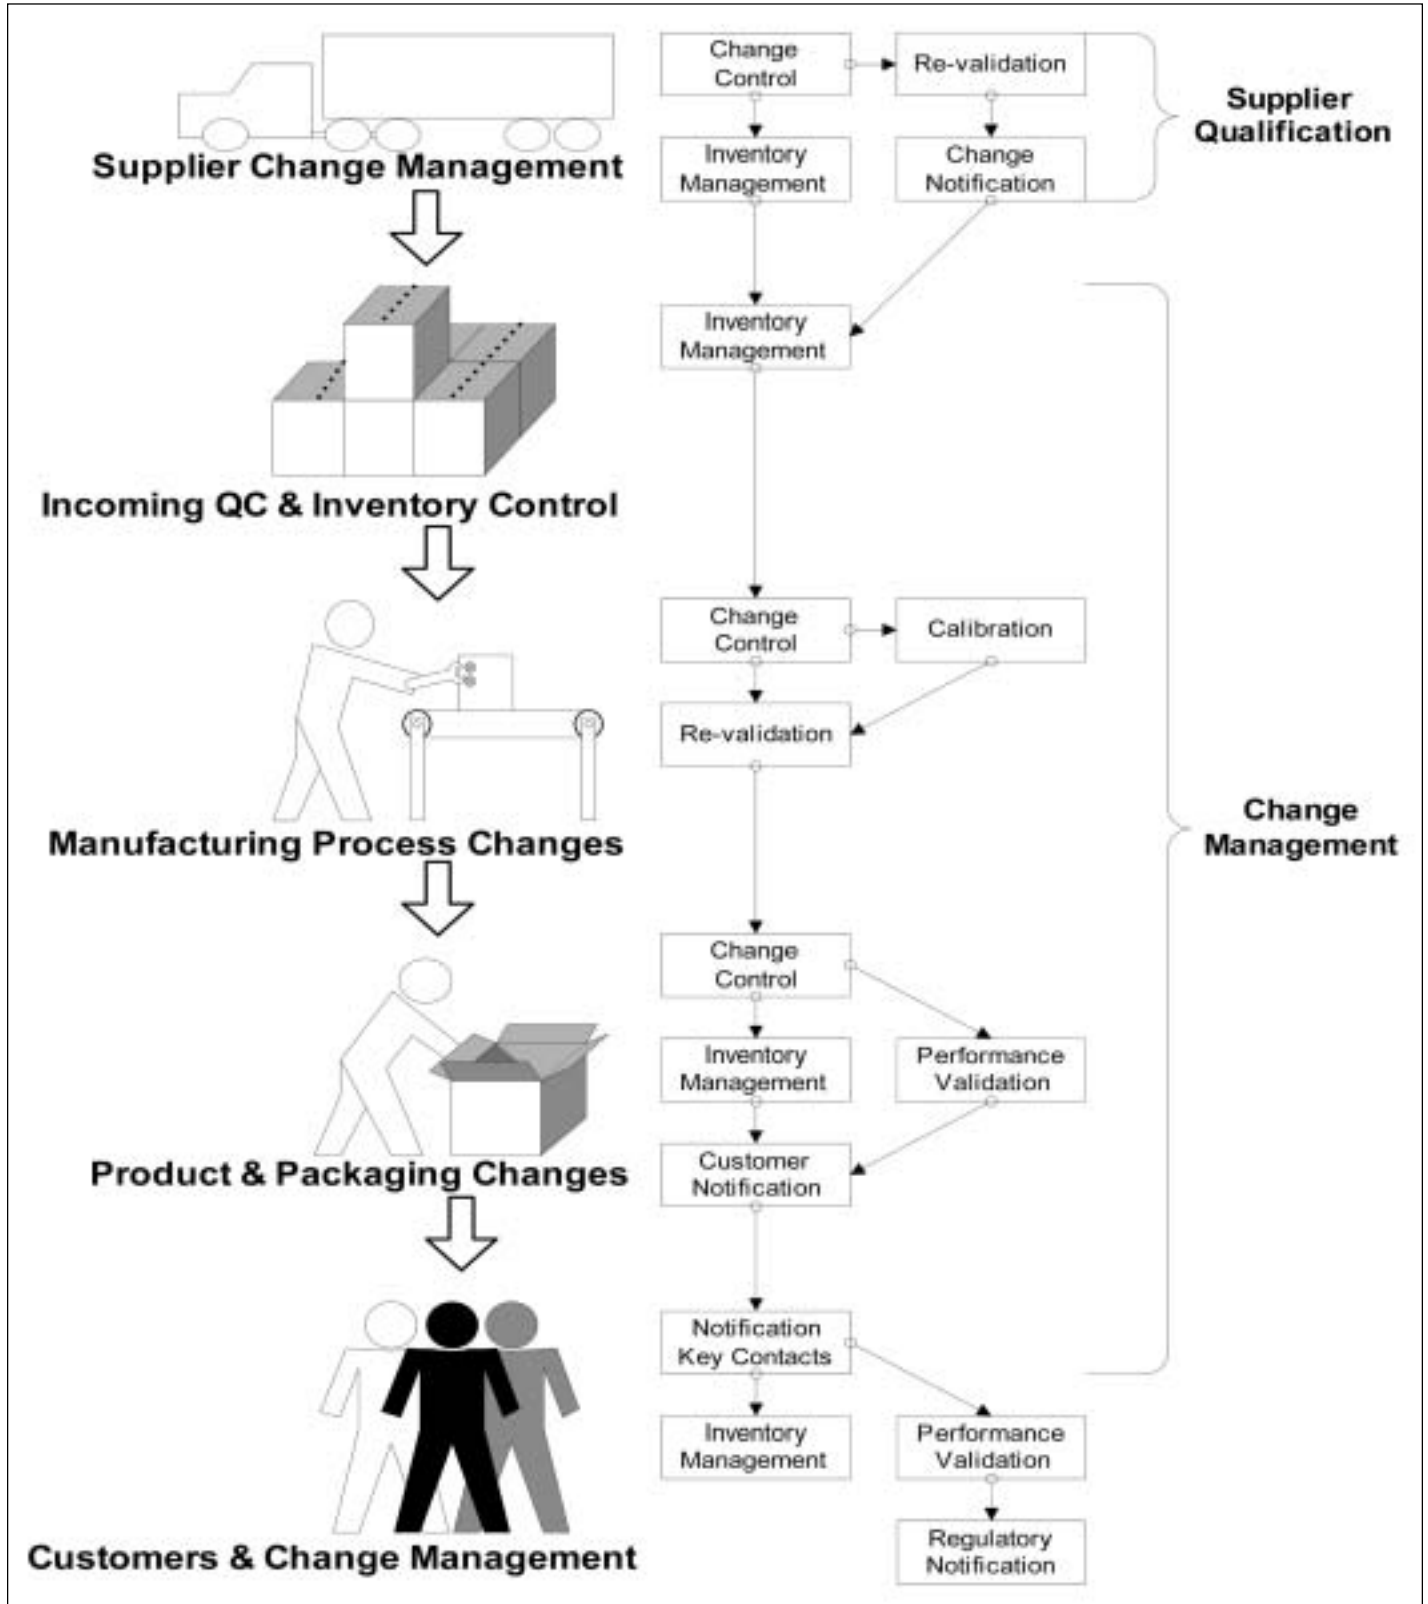 Change
Control
Re-validation
Supplier
Qualification
Supplier Change Management
Inventory
Management
Change
Notification
Inventory
Management
Incoming QC & Inventory Control
Change
Control
Calibration
Re-validation
Manufacturing Process Changes
Change
Management
Change
Control
Inventory
Management
Performance
Validation
Product & Packaging Changes
Customer
Notification
Notification
Key Contacts
Inventory
Management
Performance
Validation
Regulatory
Notification
Customers & Change Management